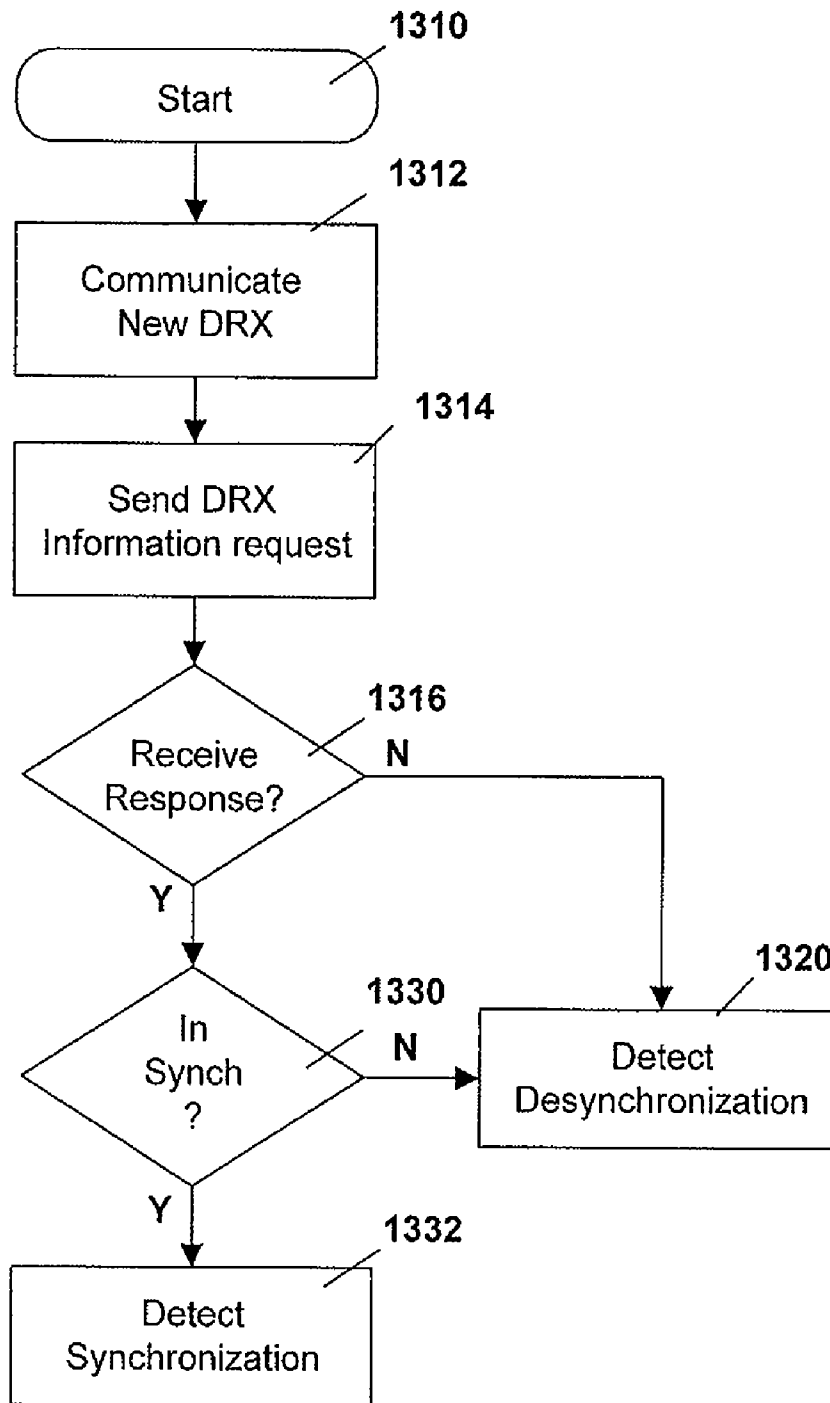 1310
Start
1312
Communicate
New DRX
1314
Send DRX
Information request
1316
Receive
Response?
N
Y
1330
In
Synch
?
N
Y
1320
Detect
Desynchronization
1332
Detect
Synchronization